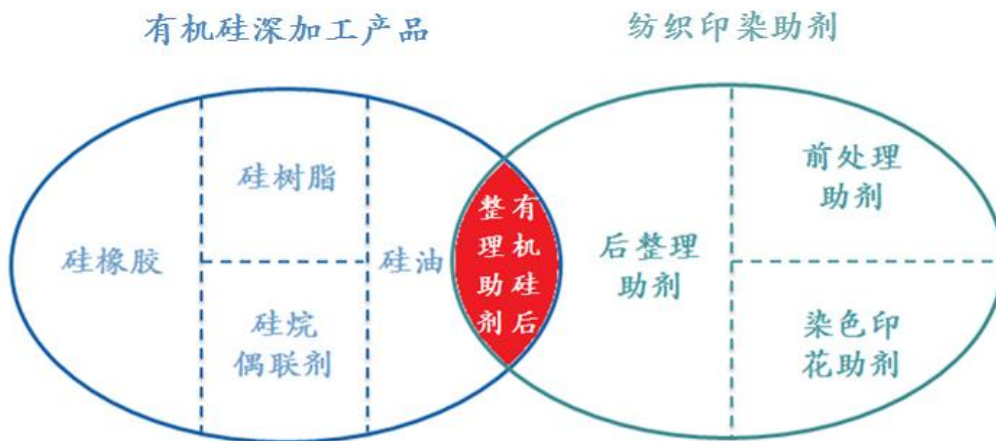 有机硅深加工产品
纺织印染助剂
硅橡胶
硅树脂
硅烷
偶联剂
硅油
有机硅后
整理助剂
后整理
助剂
前处理
助剂
染色印
花助剂